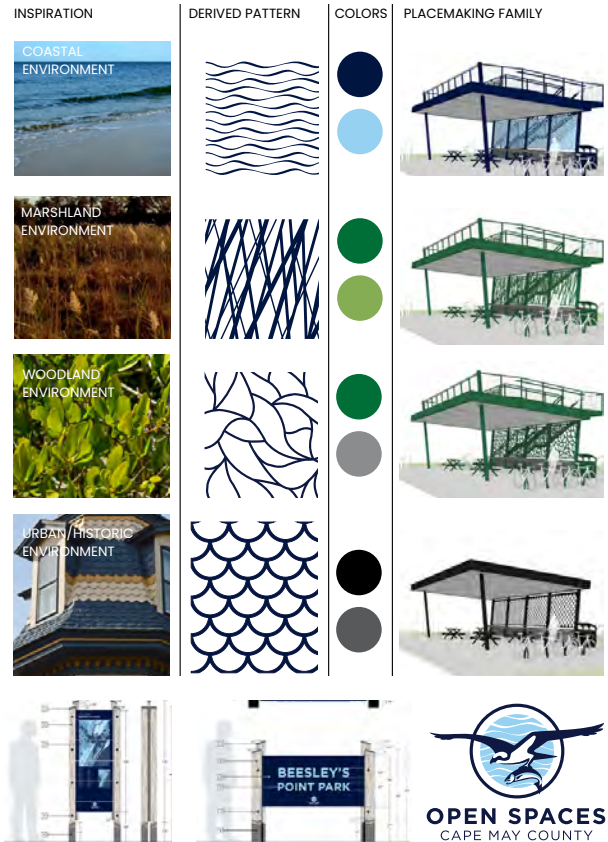 INSPIRATION
DERIVED PATTERN
COLORS
PLACEMAKING FAMILY
COASTAL
ENVIRONMENT
MARSHLAND
ENVIRONMENT
WOODLAND
ENVIRONMENT
URBAN/HISTORIC
ENVIRONMENT
BEESLEY'S
POINT PARK
OPEN SPACES
CAPE MAY COUNTY